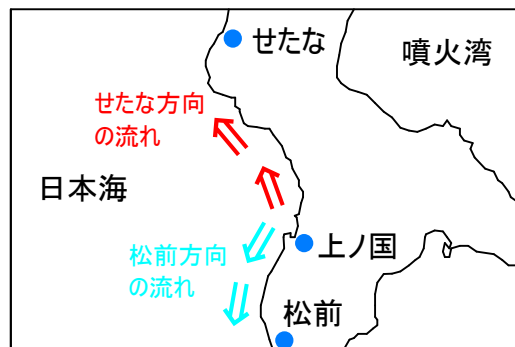 せたな
噴火湾
せたな方向
の流れ
日本海
上ノ国
松前方向
の流れ
松前